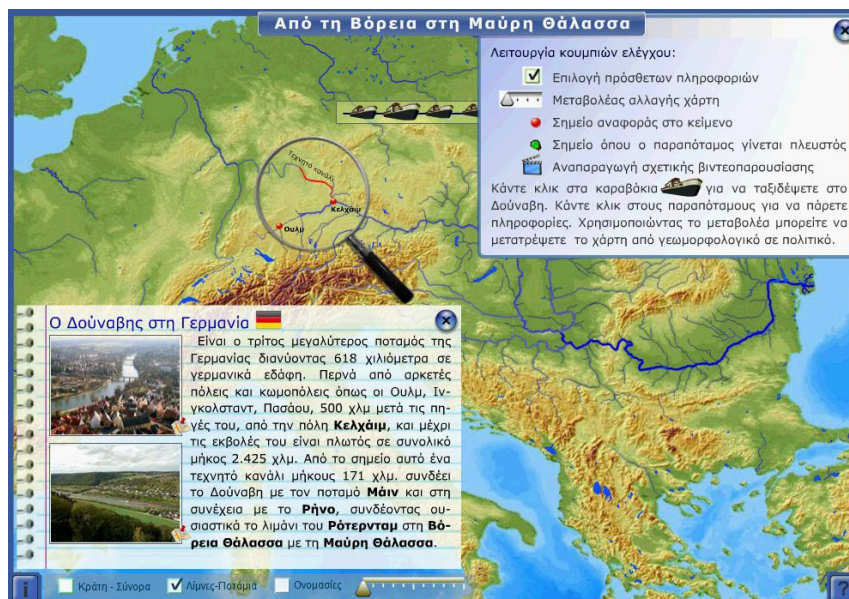 Από τη Βόρεια στη Μαύρη Θάλασσα
Λειτουργία κουμπιών ελέγχου:
Επιλογή πρόσθετων πληροφοριών
Μεταβολέας αλλαγής χάρτη
Σημείο αναφοράς στο κείμενο
Σημείο όπου ο παραπόταμος γίνεται πλευστός
Αναπαραγωγή σχετικής βιντεοπαρουσίασης
Κάντε κλικ στα καραβάκια για να ταξιδέψετε στο
Δούναβη. Κάντε κλικ στους παραπόταμους για να πάρετε
πληροφορίες. Χρησιμοποιώντας το μεταβολέα μπορείτε να
μετατρέψετε το χάρτη από γεωμορφολογικό σε πολιτικό.
Τεχνητό κανάλι
Κελχάιμ
Ουλμ
Ο Δούναβης στη Γερμανία
Είναι ο τρίτος μεγαλύτερος ποταμός της
Γερμανίας διανύοντας 618 χιλιόμετρα σε
γερμανικά εδάφη. Περνά από αρκετές
πόλεις και κωμοπόλεις όπως οι Ουλμ, Ιν-
γκολσταντ, Πασάου, 500 χλμ μετά τις πη-
γές του, από την πόλη Κελχάιμ, και μέχρι
τις εκβολές του είναι πλωτός σε συνολικό
μήκος 2.425 χλμ. Από το σημείο αυτό ένα
τεχνητό κανάλι μήκους 171 χλμ. συνδέει
το Δούναβη με τον ποταμό Μάιν και στη
συνέχεια με το Ρήνο, συνδέοντας ου-
σιαστικά το λιμάνι του Ρότερνταμ στη Βό-
ρεια Θάλασσα με τη Μαύρη Θάλασσα.
i
Κράτη - Σύνορα
Λίμνες-Ποτάμια
Ονομασίες
?